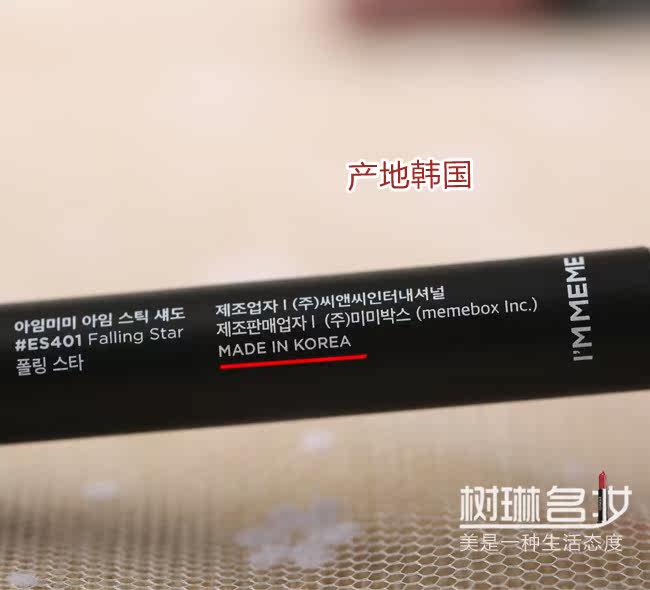 产地韩国
아임미미 아임 스틱 섀도
#ES401 Falling Star
폴링 스타
제조업자 I (주)씨앤씨인터내셔널
제조판매업자 I (주)미미박스 (memebox Inc.)
MADE IN KOREA
I'M MEME
树琳名妆
美是一种生活态度